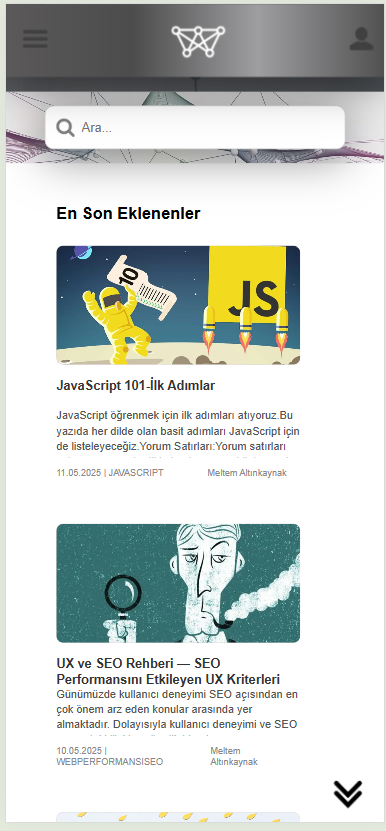 Ara...
En Son Eklenenler
10
JS
JavaScript 101-İlk Adımlar
JavaScript öğrenmek için ilk adımları atıyoruz.Bu
yazıda her dilde olan basit adımları JavaScript için
de listeleyeceğiz.Yorum Satırları:Yorum satırları
11.05.2025 | JAVASCRIPT
Meltem Altınkaynak
UX ve SEO Rehberi — SEO
Performansını Etkileyen UX Kriterleri
Günümüzde kullanıcı deneyimi SEO açısından en
çok önem arz eden konular arasında yer
almaktadır. Dolayısıyla kullanıcı deneyimi ve SEO
10.05.2025 |
WEBPERFORMANSISEO
Meltem
Altınkaynak